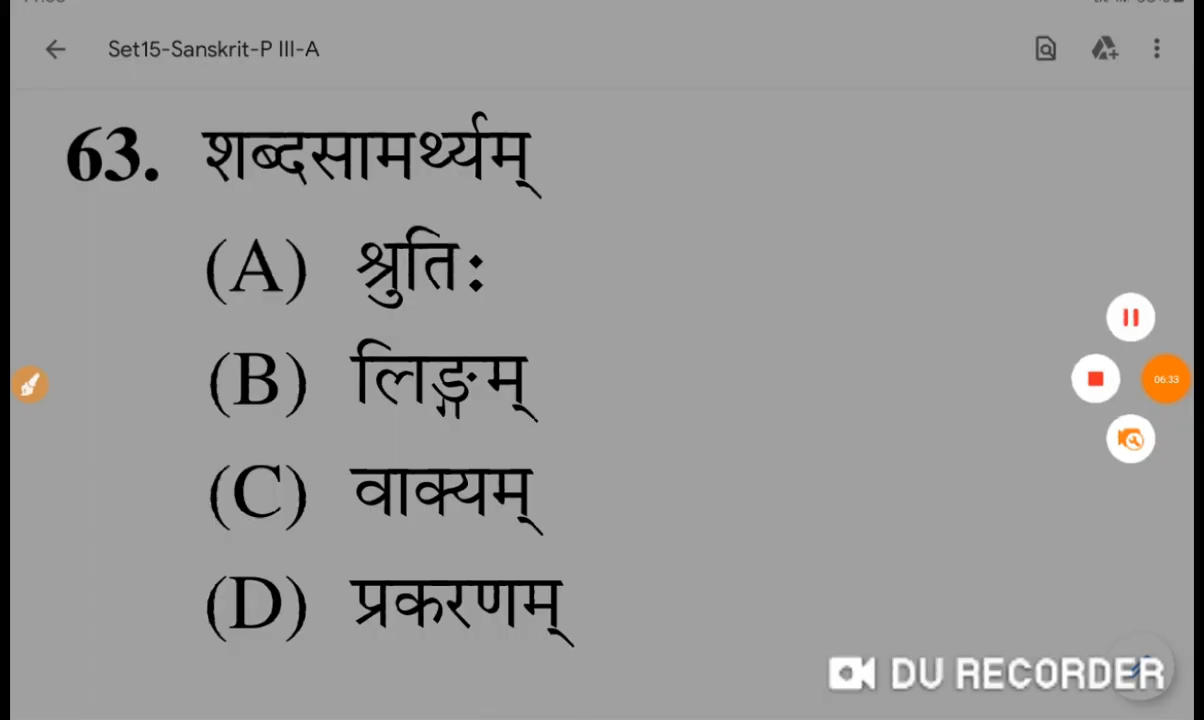 Set15-Sanskrit-P III-A
63. शब्दसामर्थ्यम्
(A) श्रुतिः
(B) लिङ्गम्
(C) वाक्यम्
(D) प्रकरणम्
06:33
DU RECORDER